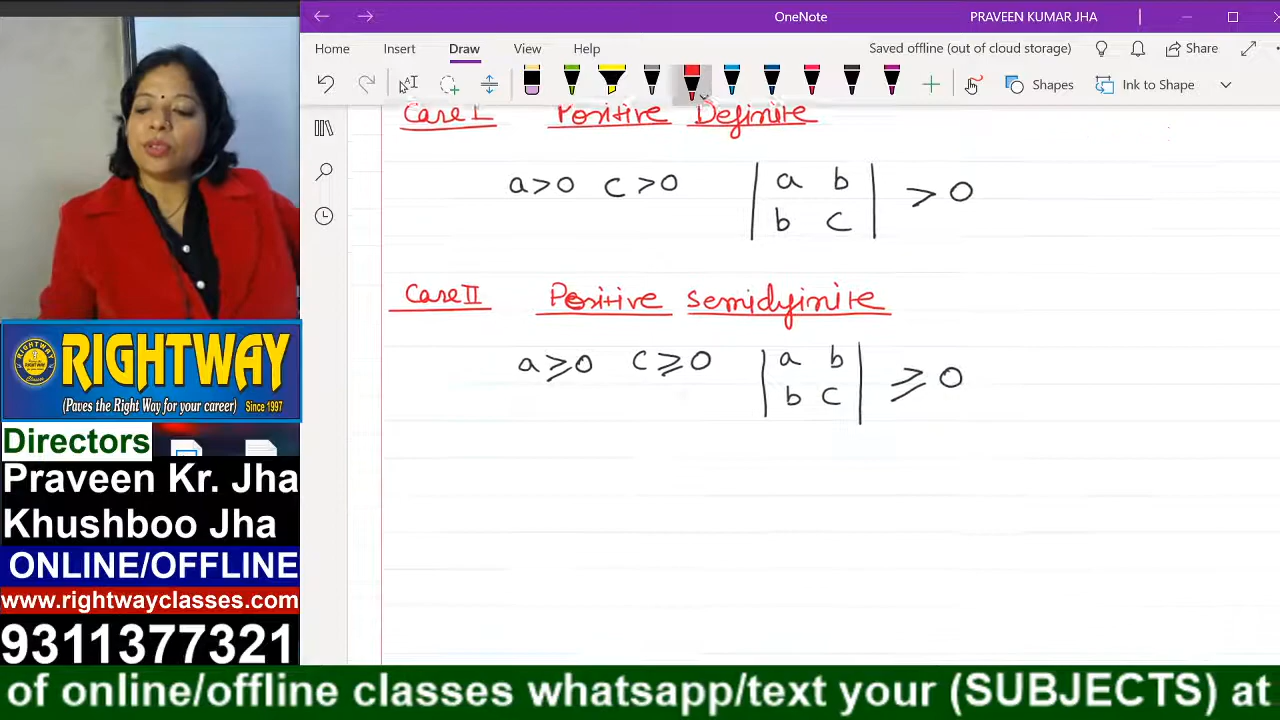 OneNote
PRAVEEN KUMAR JHA
Home Insert Draw View Help
Saved offline (out of cloud storage)
Share
Shapes
Ink to Shape
Case I Positive Definite
a>0 c>0 | a b | > 0
| b c |
Case II Positive Semidefinite
a⩾0 c⩾0 | a b | ⩾ 0
| b c |
RIGHTWAY
(Paves the Right Way for your career) Since 1997
Directors
Praveen Kr. Jha
Khushboo Jha
ONLINE/OFFLINE
www.rightwayclasses.com
9311377321
of online/offline classes whatsapp/text your (SUBJECTS) at